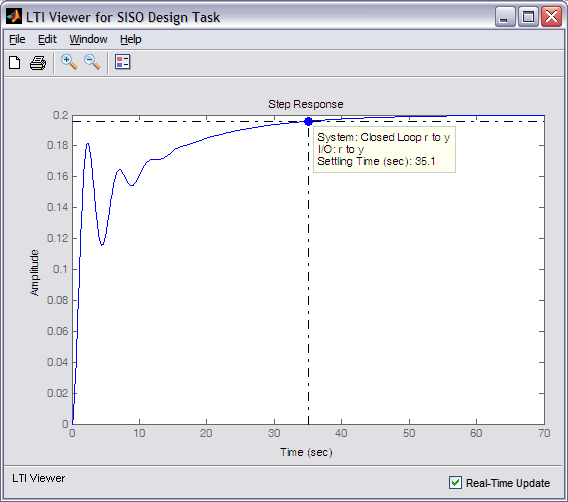 LTI Viewer for SISO Design Task
File Edit Window Help
Step Response
System: Closed Loop r to y
I/O: r to y
Settling Time (sec): 35.1
Amplitude
0.2
0.18
0.16
0.14
0.12
0.1
0.08
0.06
0.04
0.02
0
0 10 20 30 40 50 60 70
Time (sec)
LTI Viewer
Real-Time Update